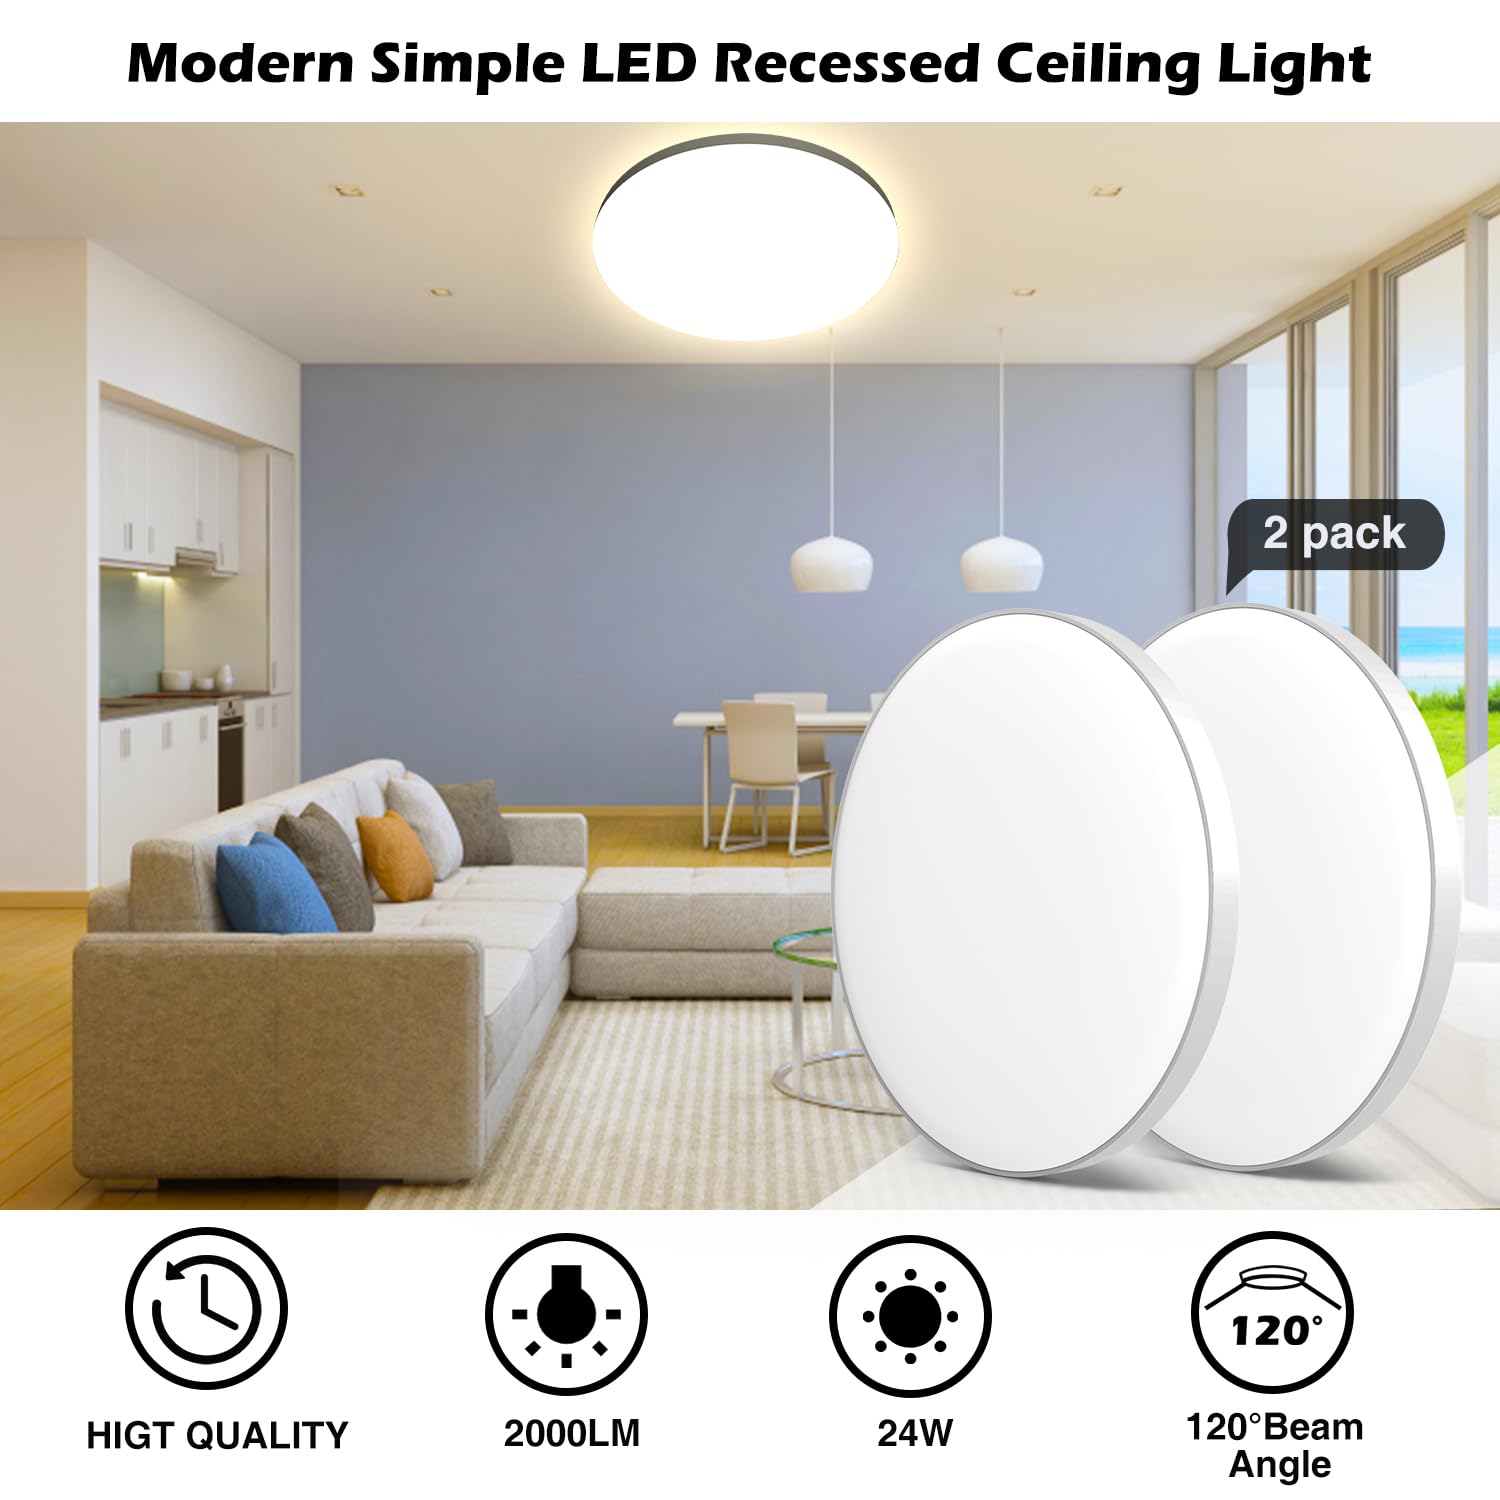 Modern Simple LED Recessed Ceiling Light
2 pack
120°
HIGT QUALITY
2000LM
24W
120°Beam
Angle